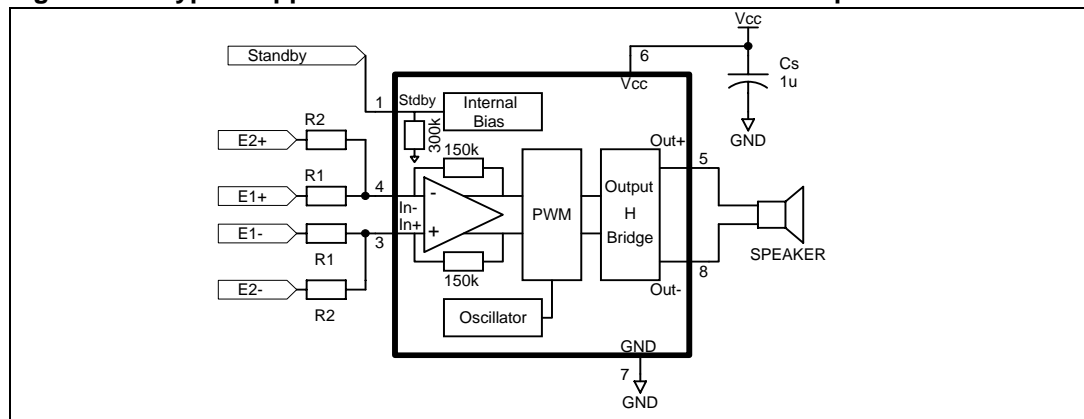 Vcc
6
Standby
Cs
1u
Vcc
1
Stdby
Internal
Bias
GND
R2
300k
Out+
E2+
150k
5
R1
4
Output
E1+
-
In-
PWM
H
In+
E1-
+
Bridge
3
SPEAKER
R1
150k
8
E2-
Out-
R2
Oscillator
GND
7
GND